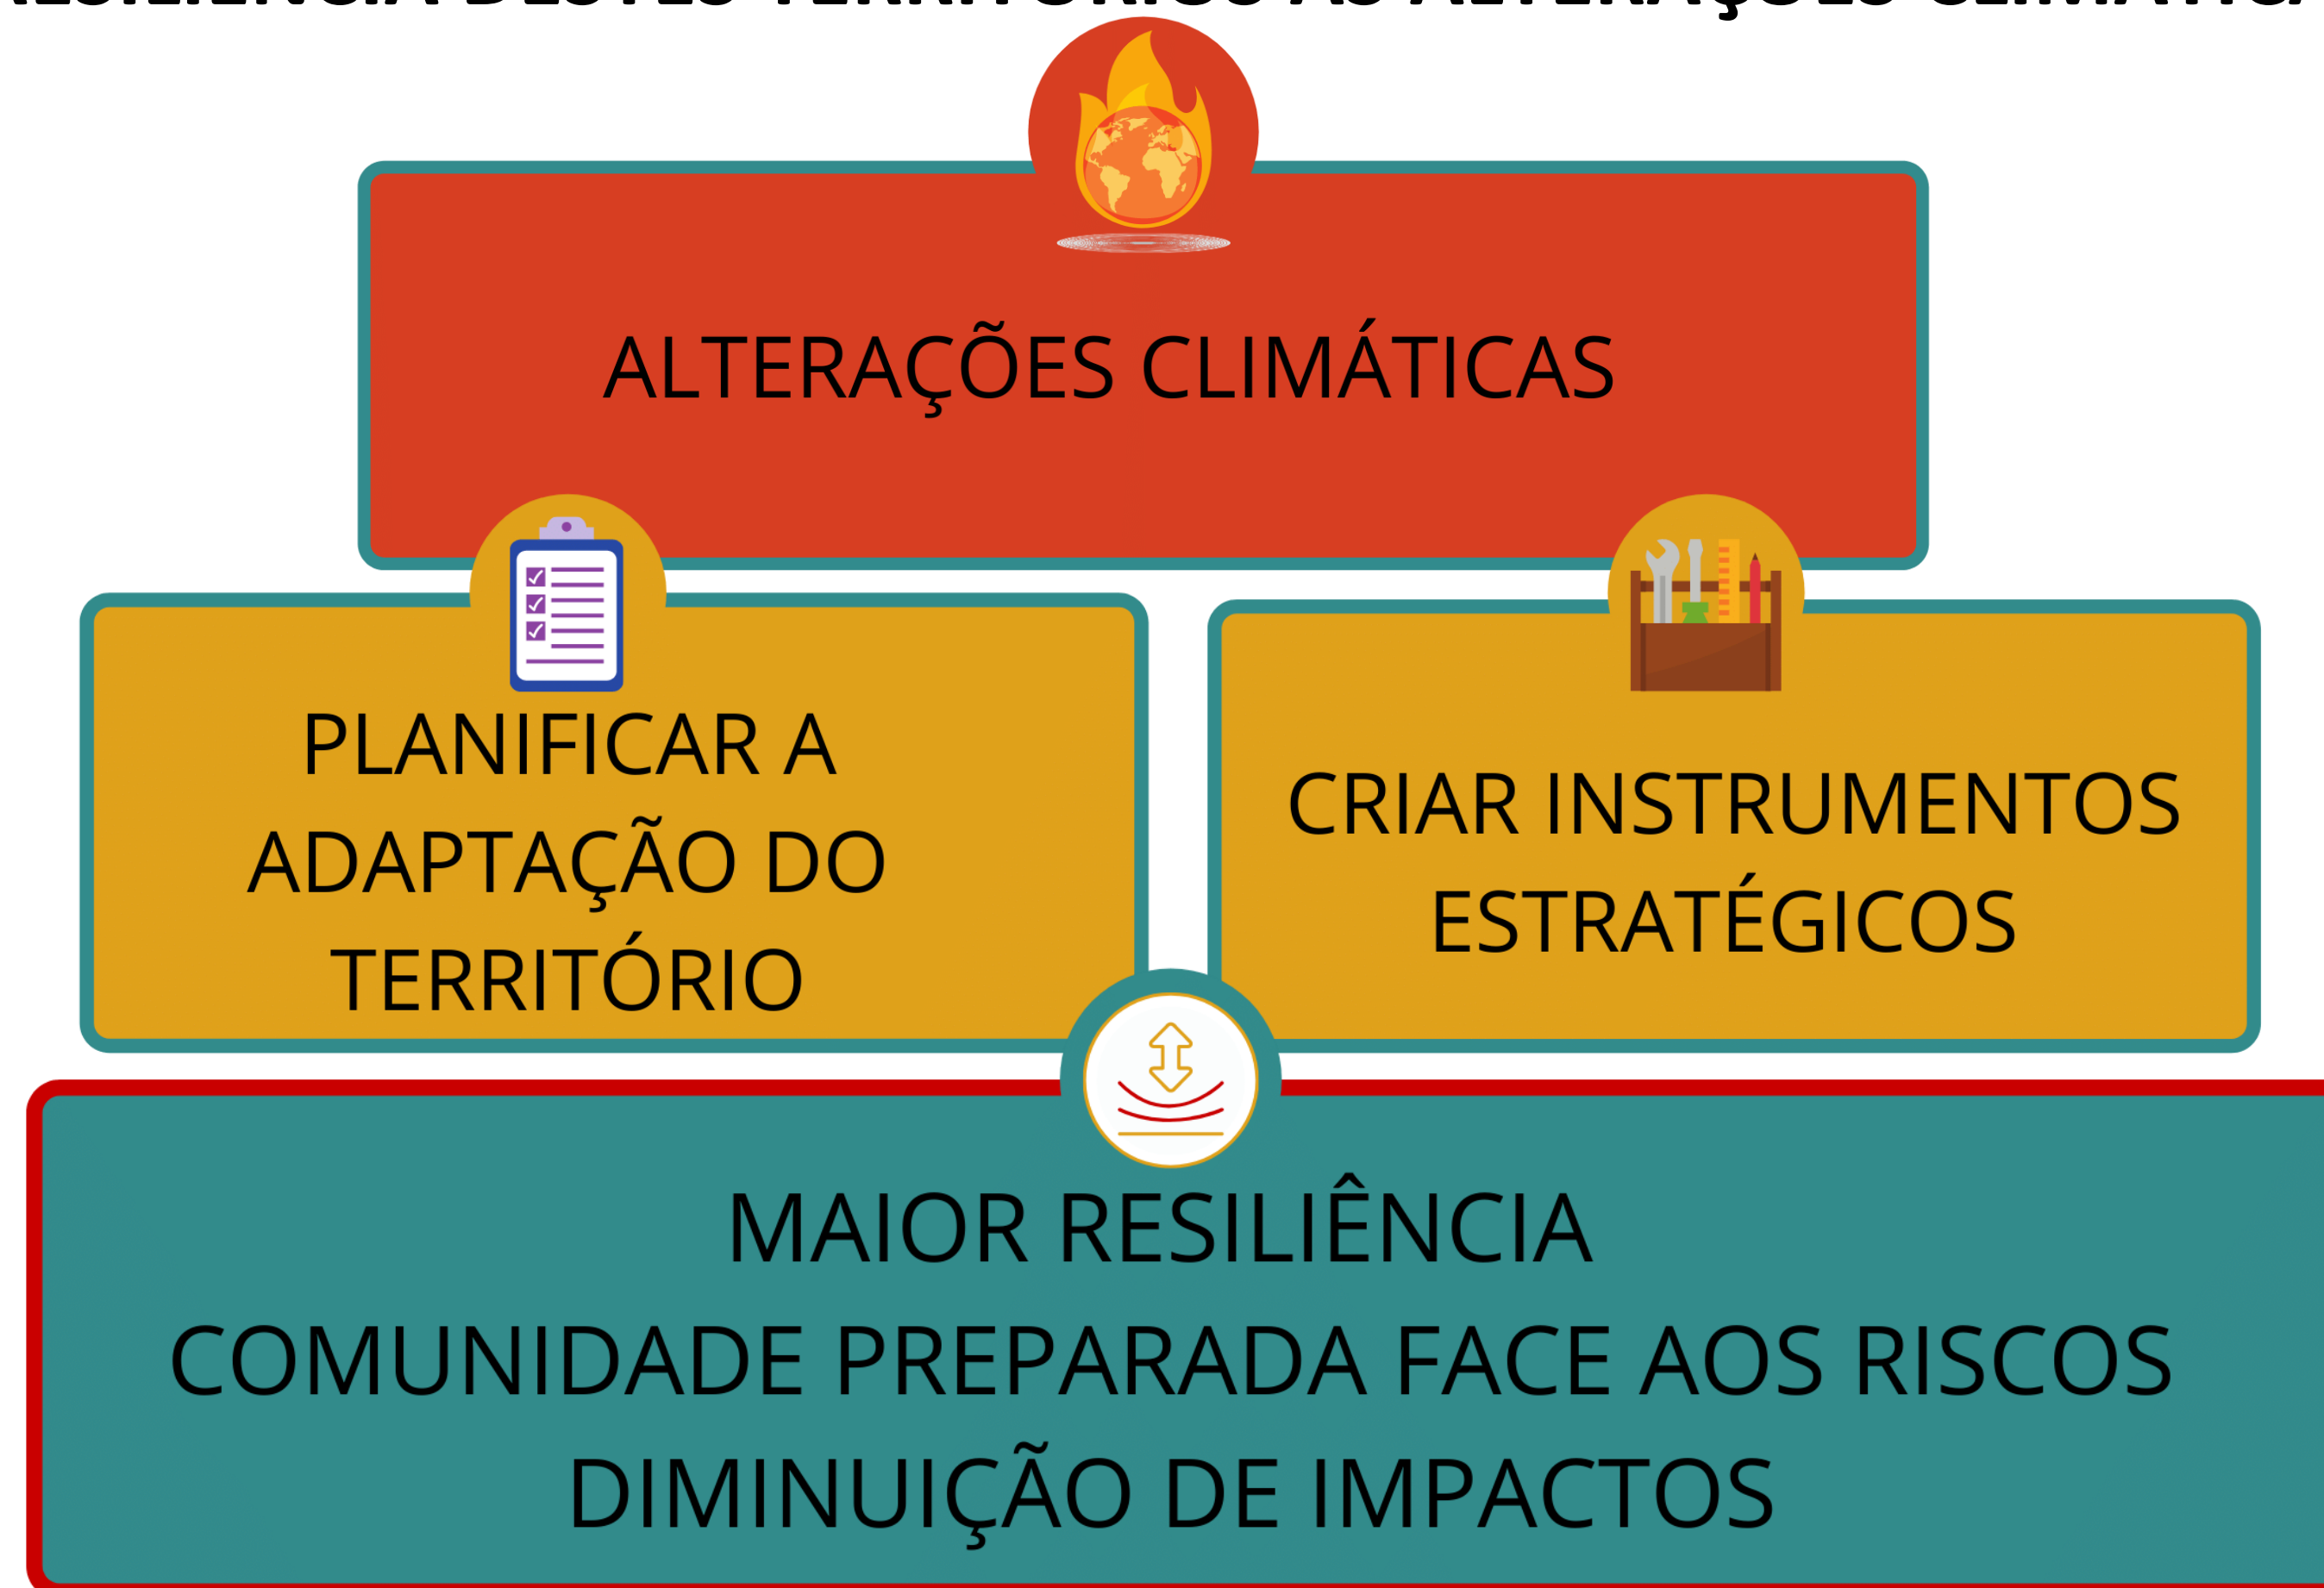 ALTERAÇÕES CLIMÁTICAS
PLANIFICAR A
ADAPTAÇÃO DO
TERRITÓRIO
CRIAR INSTRUMENTOS
ESTRATÉGICOS
MAIOR RESILIÊNCIA
COMUNIDADE PREPARADA FACE AOS RISCOS
DIMINUIÇÃO DE IMPACTOS